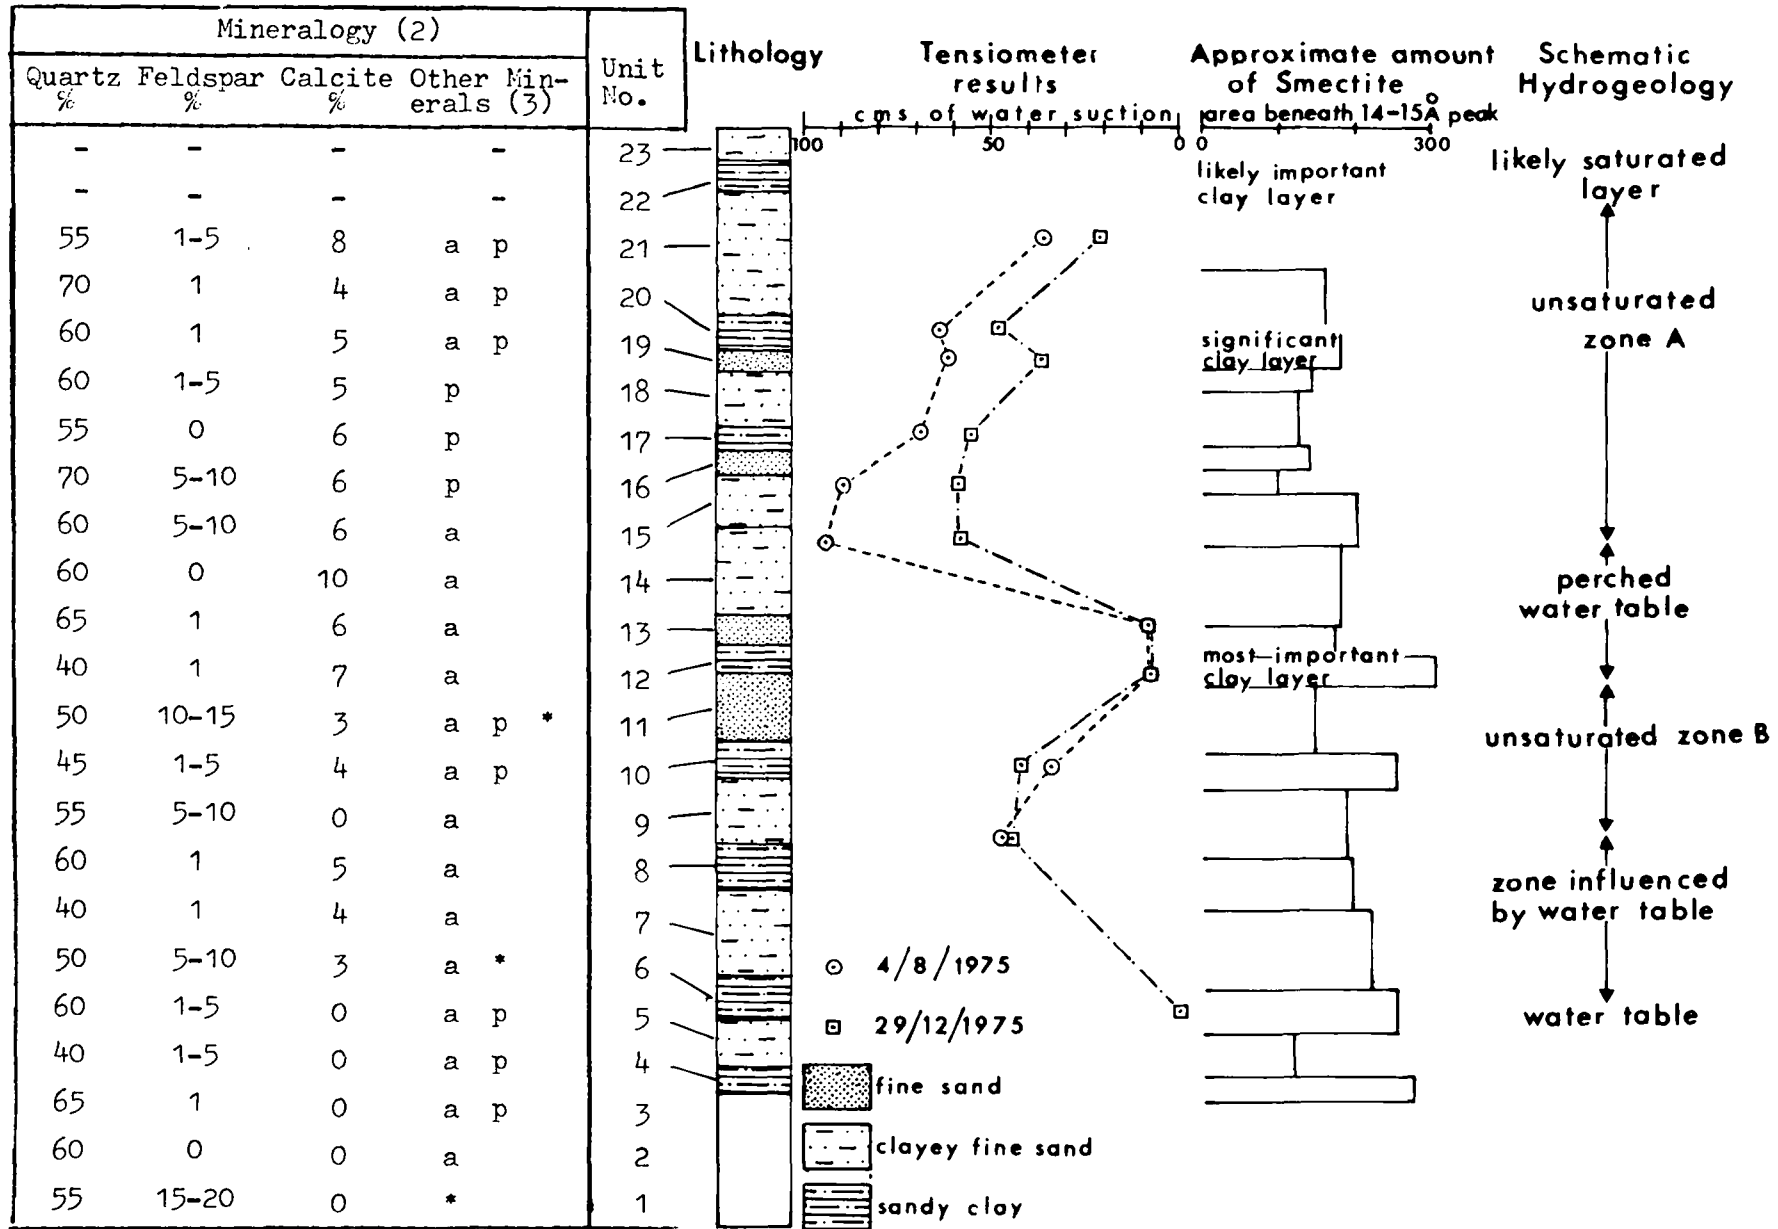 Mineralogy (2)
Quartz % Feldspar % Calcite % Other Min-erals (3)
Unit No.
- - - - 23
- - - - 22
55 1-5 8 a p 21
70 1 4 a p 20
60 1 5 a p 19
60 1-5 5 p 18
55 0 6 p 17
70 5-10 6 p 16
60 5-10 6 a 15
60 0 10 a 14
65 1 6 a 13
40 1 7 a 12
50 10-15 3 a p * 11
45 1-5 4 a p 10
55 5-10 0 a 9
60 1 5 a 8
40 1 4 a 7
50 5-10 3 a * 6
60 1-5 0 a p 5
40 1-5 0 a p 4
65 1 0 a p 3
60 0 0 a 2
55 15-20 0 * 1
Lithology
Tensiometer
results
cms of water suction
100 50 0
4/8/1975
29/12/1975
fine sand
clayey fine sand
sandy clay
Approximate amount
of Smectite
area beneath 14-15Å peak
0 300
likely important
clay layer
significant
clay layer
most important
clay layer
Schematic
Hydrogeology
likely saturated
layer
unsaturated
zone A
perched
water table
unsaturated zone B
zone influenced
by water table
water table